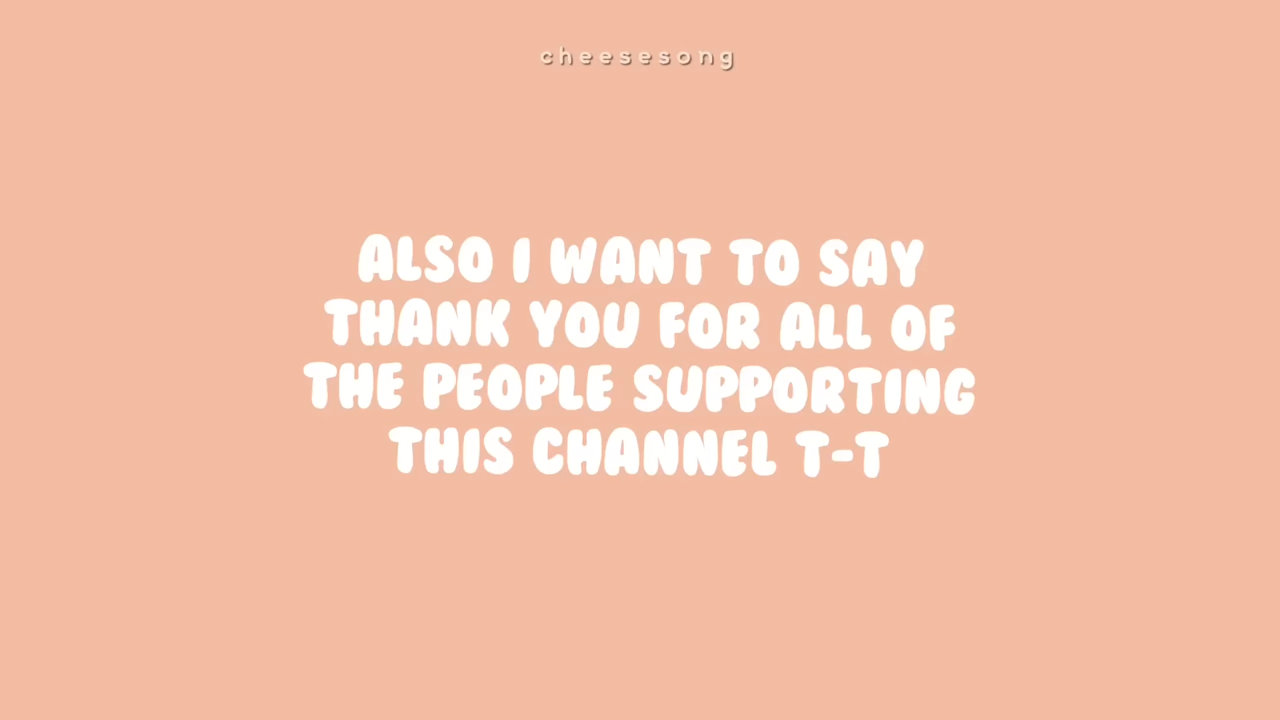 cheesesong
ALSO I WANT TO SAY
THANK YOU FOR ALL OF
THE PEOPLE SUPPORTING
THIS CHANNEL T-T